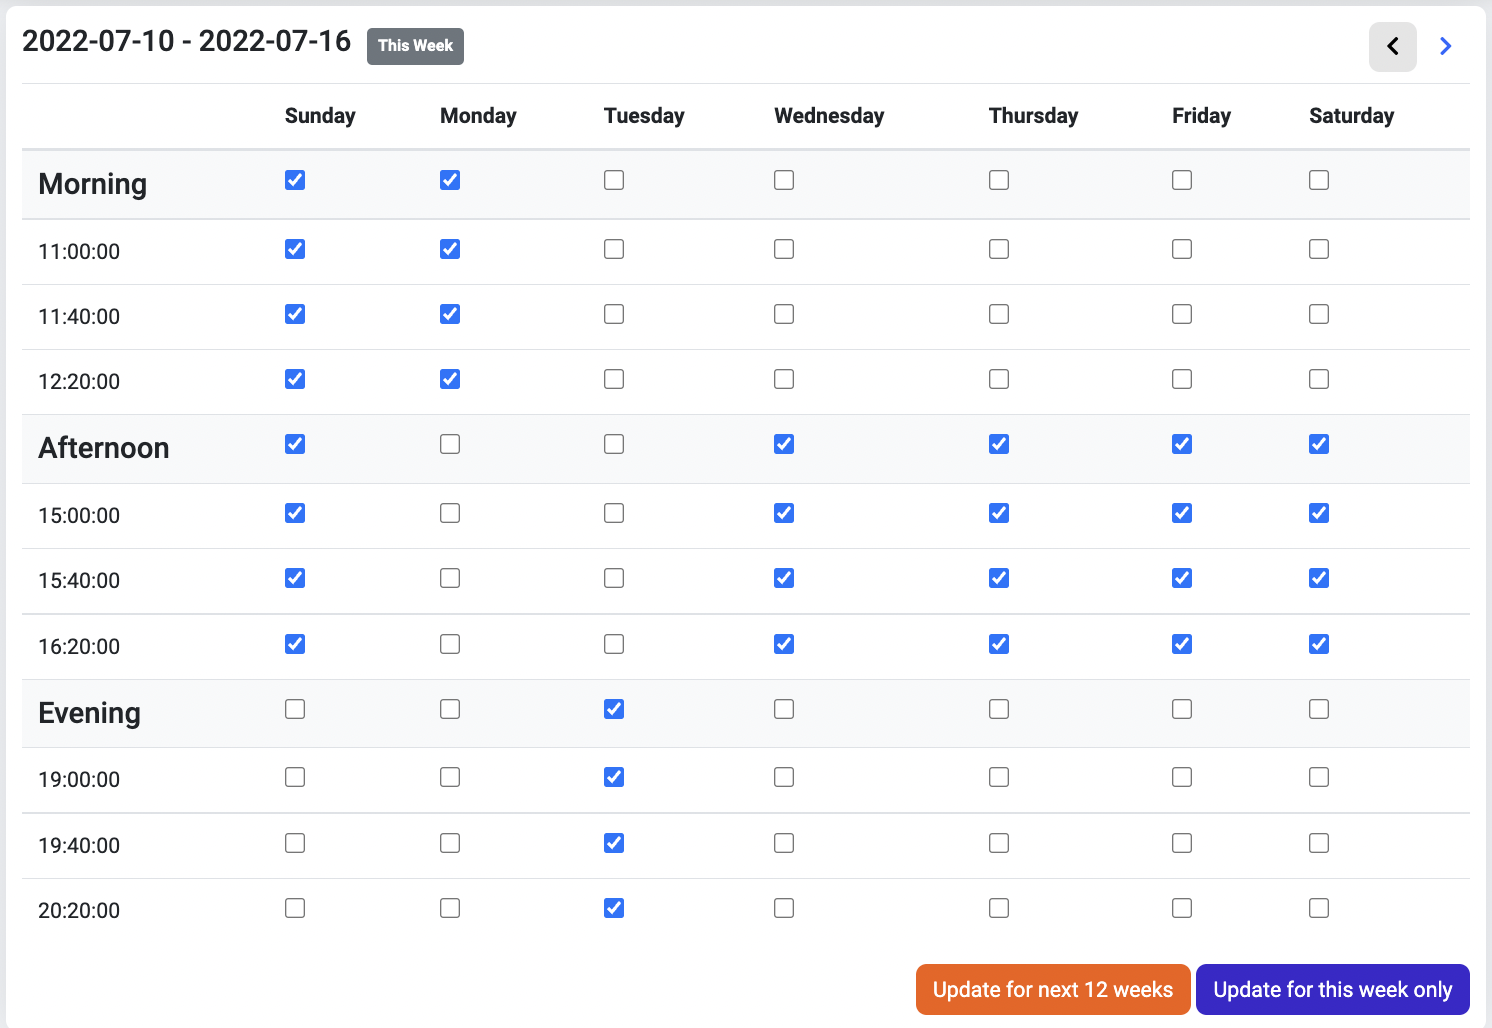 2022-07-10 - 2022-07-16 This Week
Sunday Monday Tuesday Wednesday Thursday Friday Saturday
Morning
11:00:00
11:40:00
12:20:00
Afternoon
15:00:00
15:40:00
16:20:00
Evening
19:00:00
19:40:00
20:20:00
Update for next 12 weeks Update for this week only